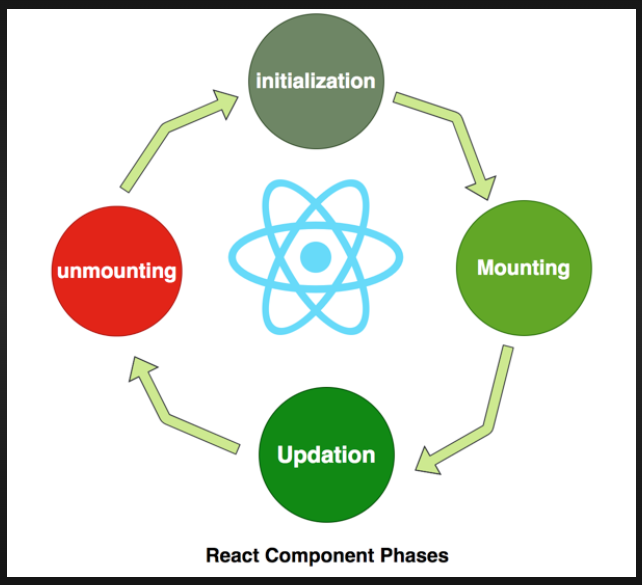 initialization
Mounting
Updation
unmounting
React Component Phases